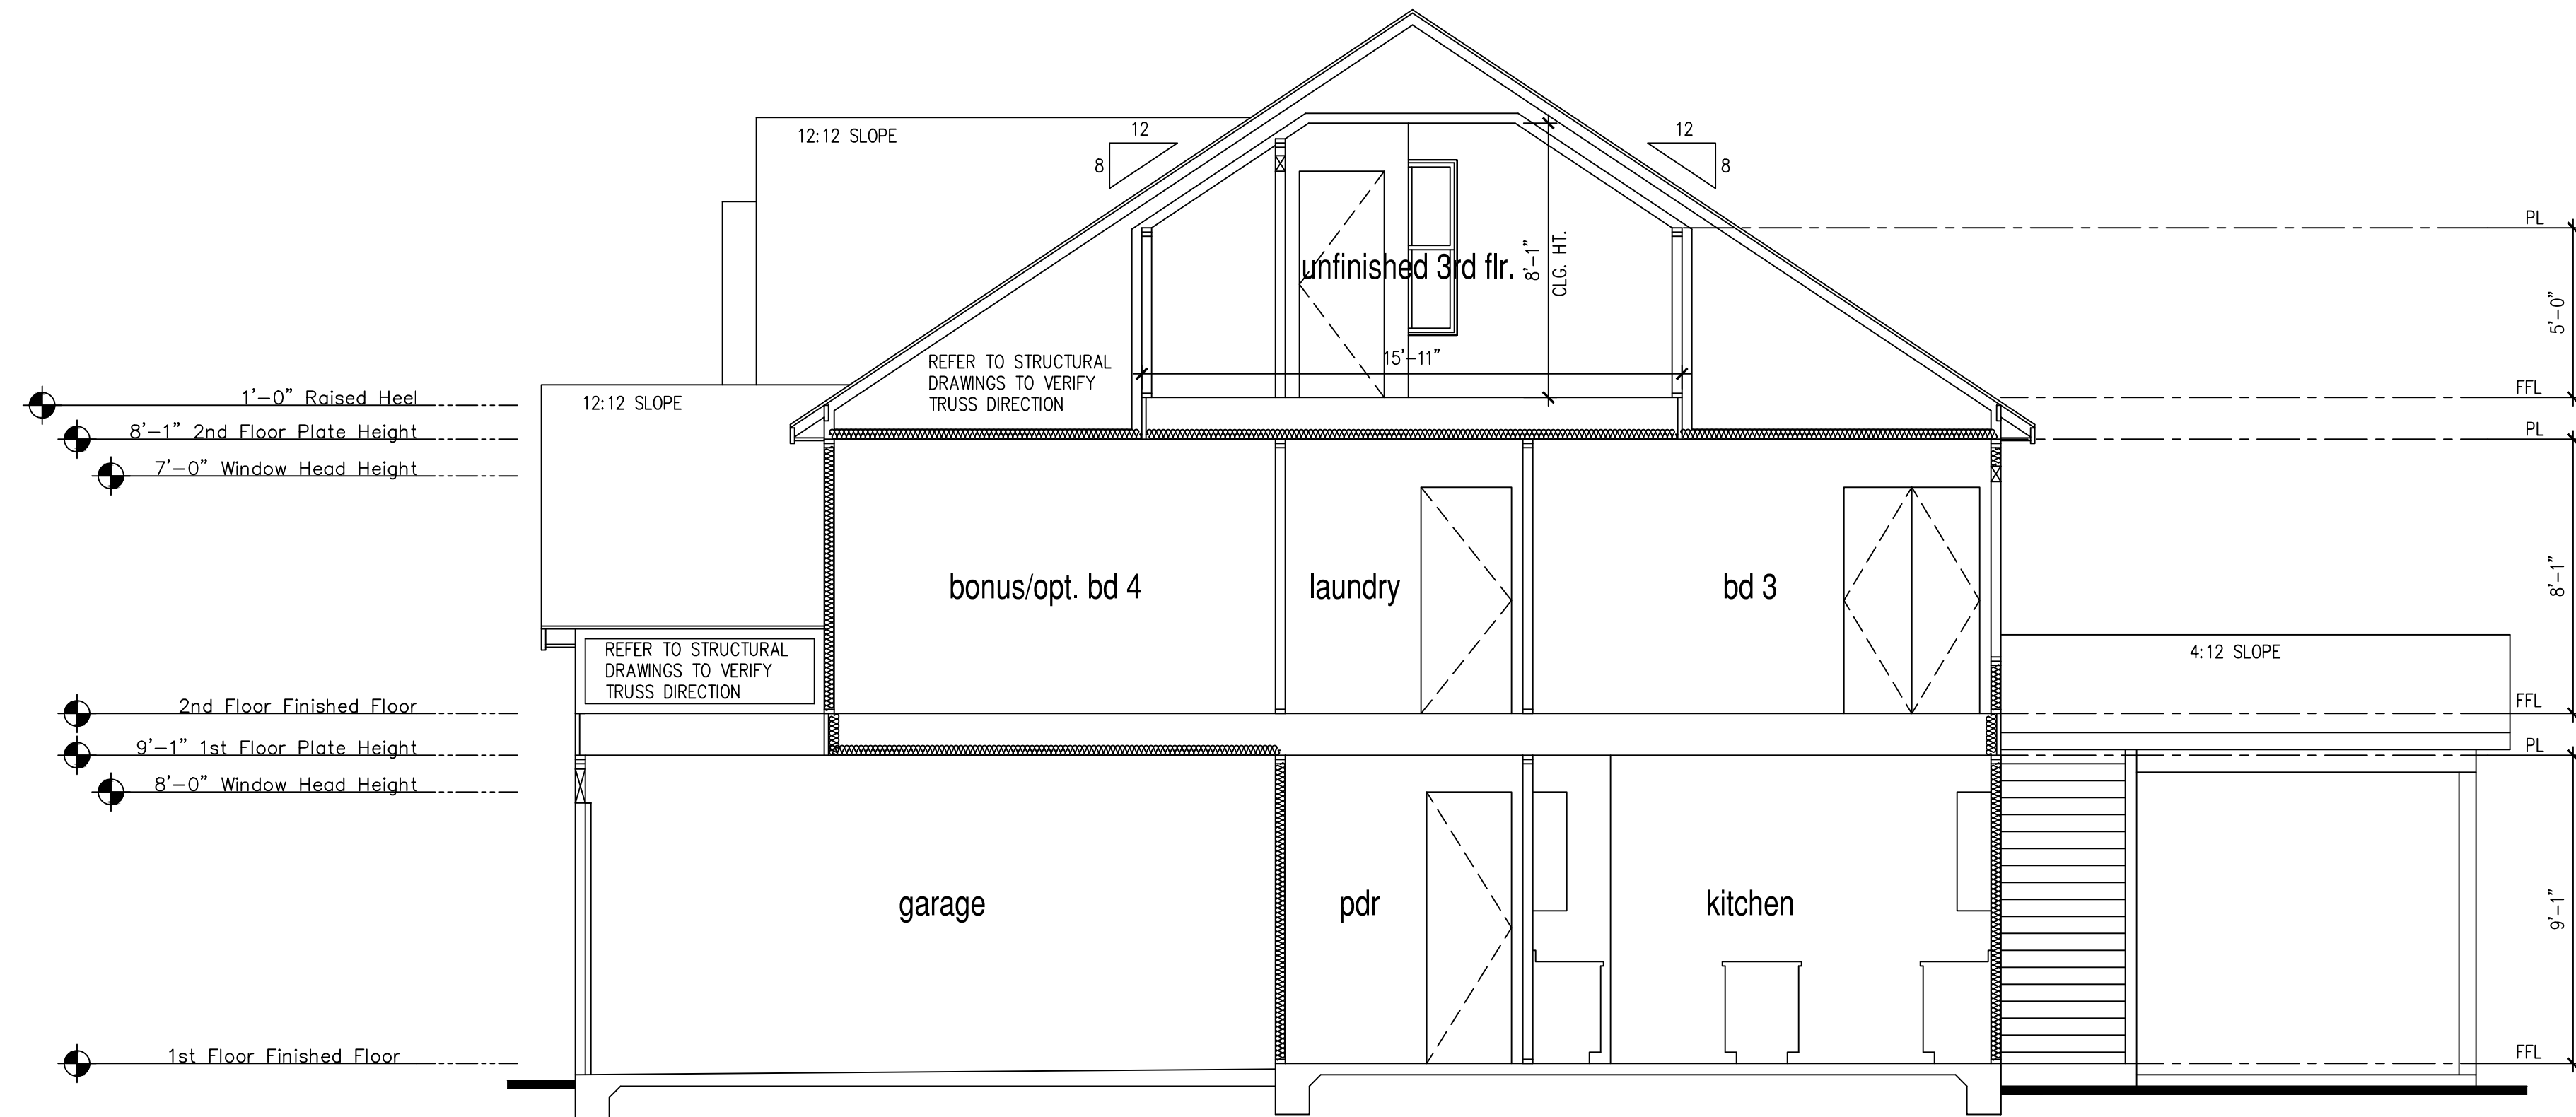 12:12 SLOPE
12
8
12
8
PL
unfinished 3rd flr.
8'-1"
CLG. HT.
5'-0"
15'-11"
REFER TO STRUCTURAL
DRAWINGS TO VERIFY
TRUSS DIRECTION
FFL
1'-0" Raised Heel
12:12 SLOPE
8'-1" 2nd Floor Plate Height
PL
7'-0" Window Head Height
bonus/opt. bd 4
laundry
bd 3
8'-1"
REFER TO STRUCTURAL
DRAWINGS TO VERIFY
TRUSS DIRECTION
4:12 SLOPE
2nd Floor Finished Floor
FFL
9'-1" 1st Floor Plate Height
PL
8'-0" Window Head Height
garage
pdr
kitchen
9'-1"
1st Floor Finished Floor
FFL